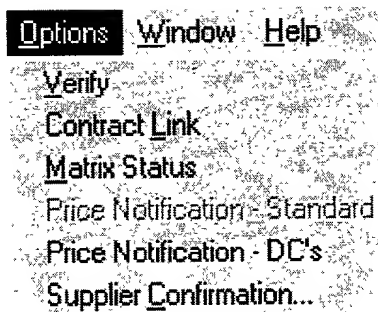 Options Window Help
Verify
Contract Link
Matrix Status
Price Notification - Standard
Price Notification - DC's
Supplier Confirmation...